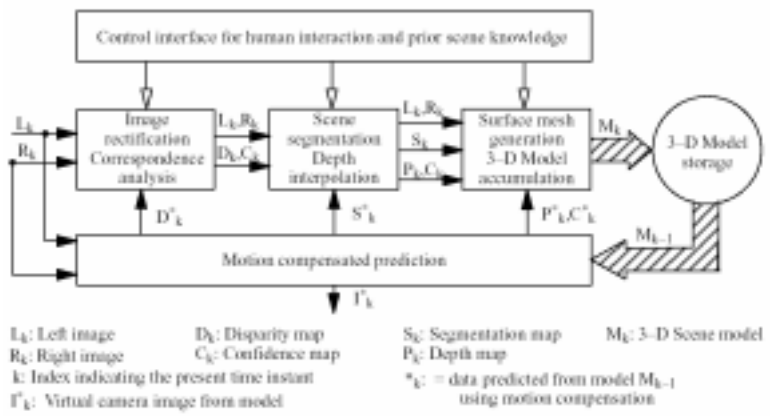 Control interface for human interaction and prior scene knowledge
Lk
Rk
Image
rectification
Correspondence
analysis
Lk,Rk
Dk,Ck
Scene
segmentation
Depth
interpolation
Lk,Rk
Sk
Pk,Ck
Surface mesh
generation
3-D Model
accumulation
Mk
3-D Model
storage
D*k
S*k
P*k,C*k
Mk-1
Motion compensated prediction
I*k
Lk: Left image
Dk: Disparity map
Sk: Segmentation map
Mk: 3-D Scene model
Rk: Right image
Ck: Confidence map
Pk: Depth map
k: Index indicating the present time instant
*k: = data predicted from model Mk-1
I*k: Virtual camera image from model
using motion compensation